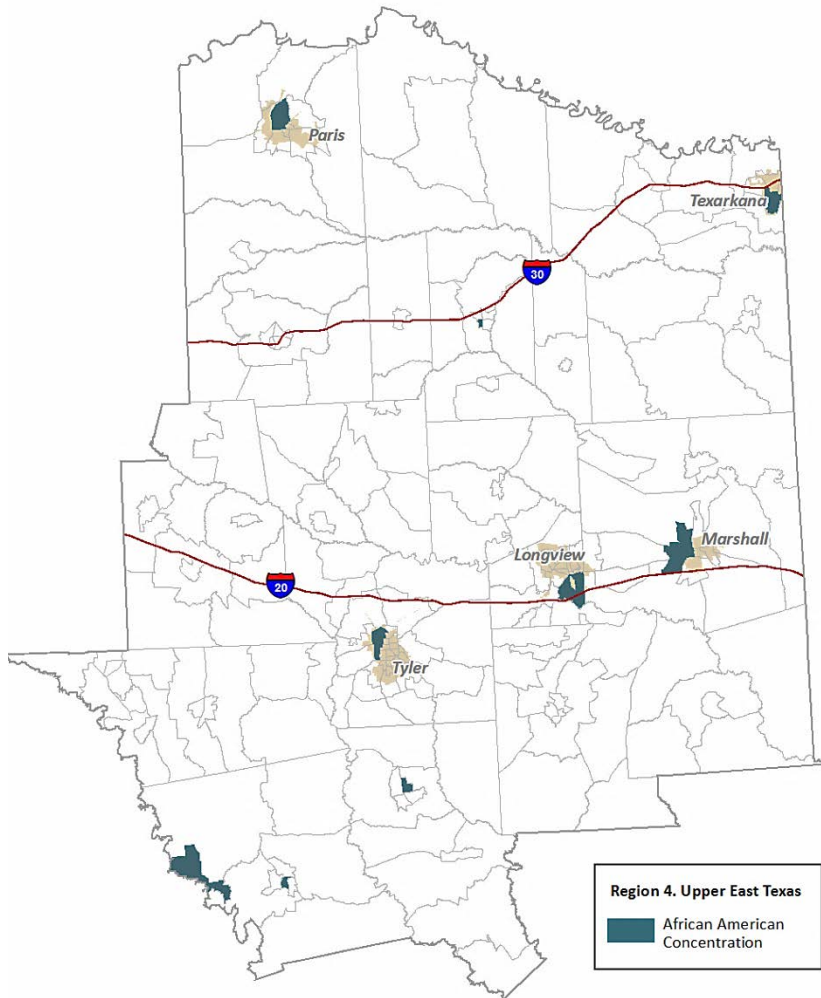 Paris
Texarkana
30
Longview
Marshall
20
Tyler
Region 4. Upper East Texas
African American
Concentration